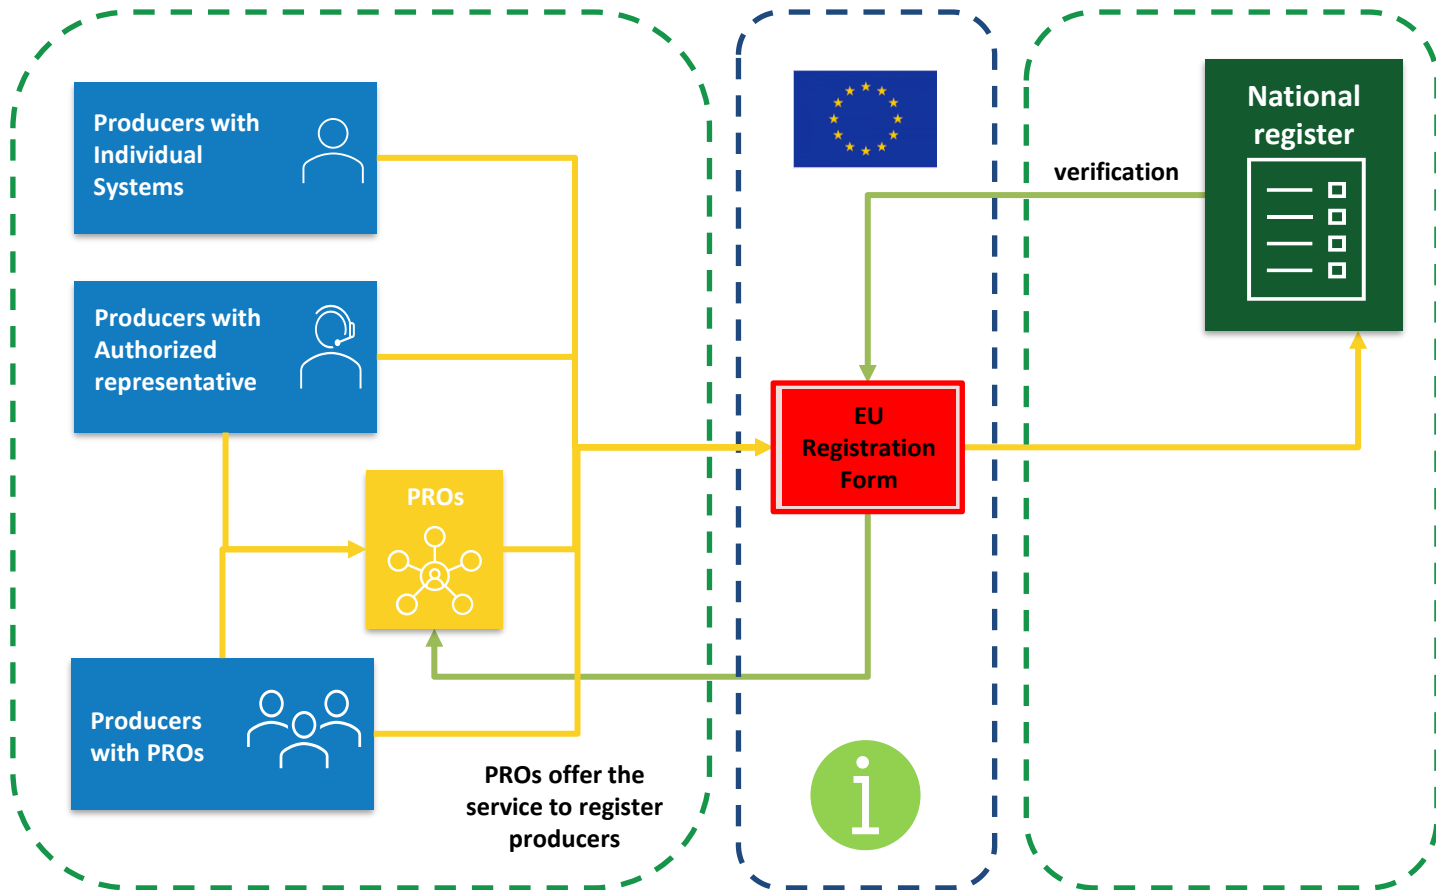 Producers with
Individual
Systems
Producers with
Authorized
representative
PROs
Producers
with PROs
PROs offer the
service to register
producers
EU
Registration
Form
verification
National
register